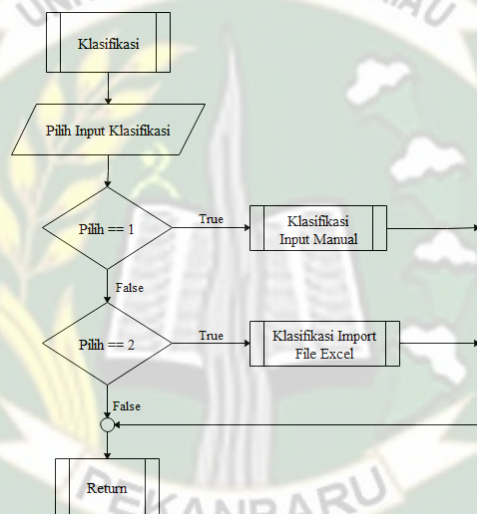 Klasifikasi
Pilih Input Klasifikasi
Pilih == 1
True
Klasifikasi
Input Manual
False
Pilih == 2
True
Klasifikasi Import
File Excel
False
Return
PEKANBARU